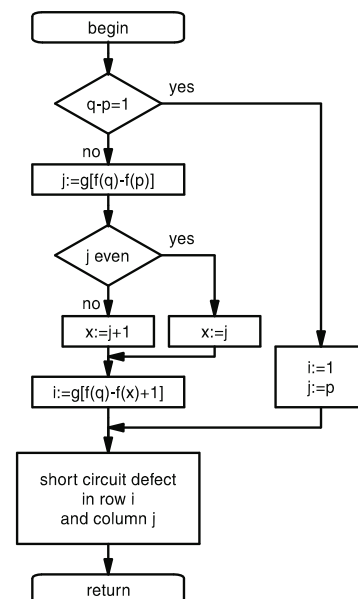 begin
q-p=1
yes
no
j:=g[f(q)-f(p)]
j even
yes
no
x:=j+1
x:=j
i:=g[f(q)-f(x)+1]
i:=1
j:=p
short circuit defect
in row i
and column j
return